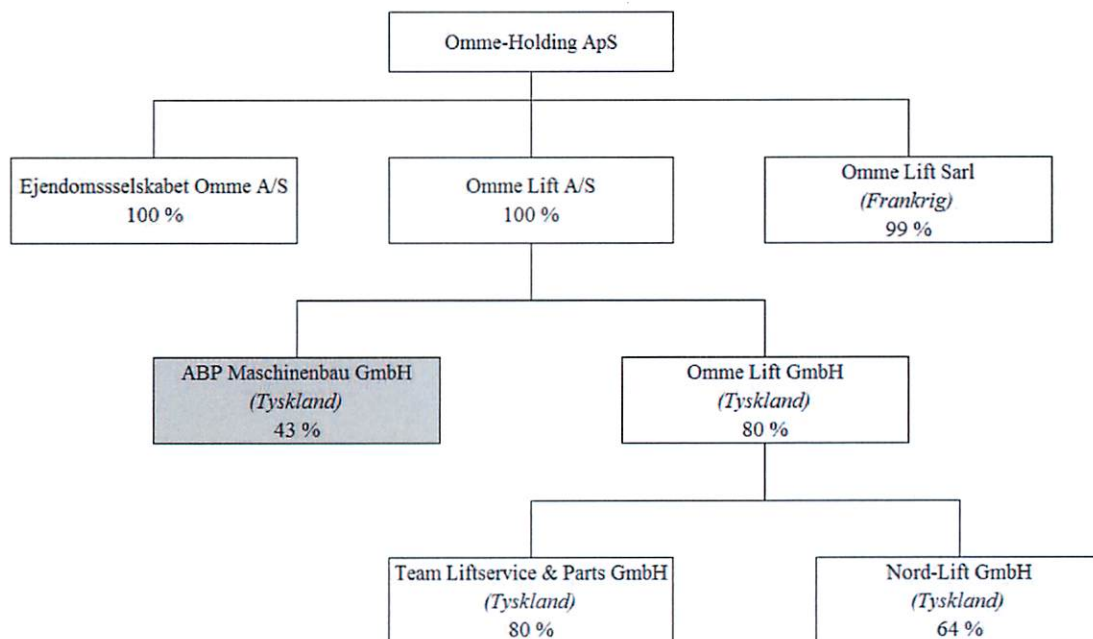 Omme-Holding ApS
Ejendomssselskabet Omme A/S
100 %
Omme Lift A/S
100 %
Omme Lift Sarl
(Frankrig)
99 %
ABP Maschinenbau GmbH
(Tyskland)
43 %
Omme Lift GmbH
(Tyskland)
80 %
Team Liftservice & Parts GmbH
(Tyskland)
80 %
Nord-Lift GmbH
(Tyskland)
64 %